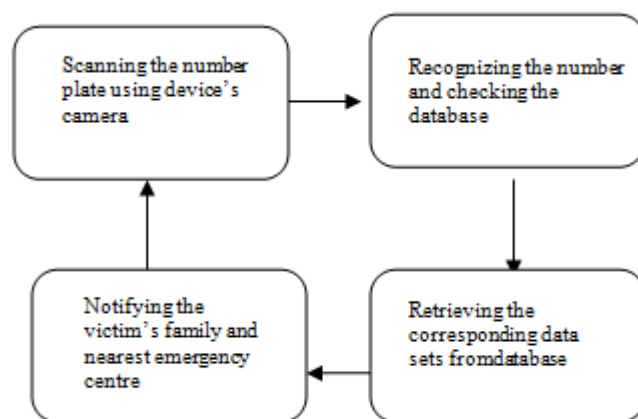 Scanning the number
plate using device's
camera
Recognizing the number
and checking the
database
Retrieving the
corresponding data
sets fromdatabase
Notifying the
victim's family and
nearest emergency
centre